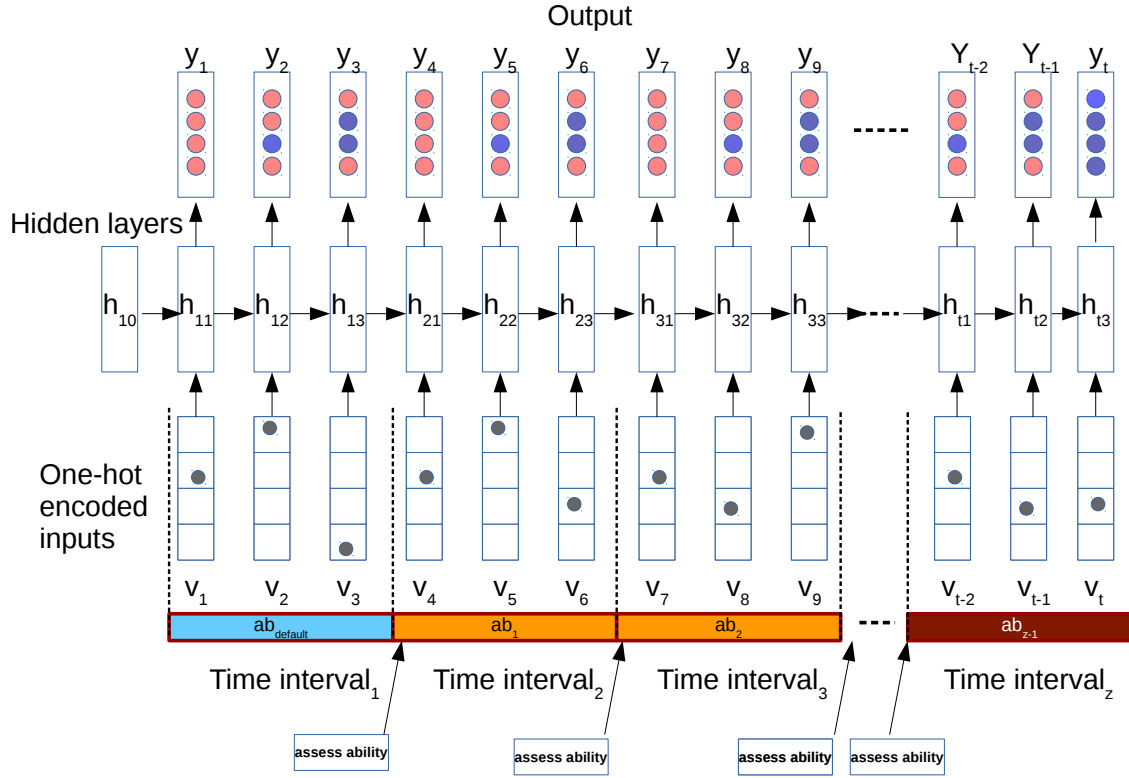 Output
y₁ y₂ y₃ y₄ y₅ y₆ y₇ y₈ y₉ Yₜ₋₂ Yₜ₋₁ yₜ
Hidden layers
h₁₀ h₁₁ h₁₂ h₁₃ h₂₁ h₂₂ h₂₃ h₃₁ h₃₂ h₃₃ hₜ₁ hₜ₂ hₜ₃
One-hot
encoded
inputs
v₁ v₂ v₃ v₄ v₅ v₆ v₇ v₈ v₉ vₜ₋₂ vₜ₋₁ vₜ
ab_default ab₁ ab₂ ab_z-1
Time interval₁ Time interval₂ Time interval₃ Time interval_z
assess ability assess ability assess ability assess ability